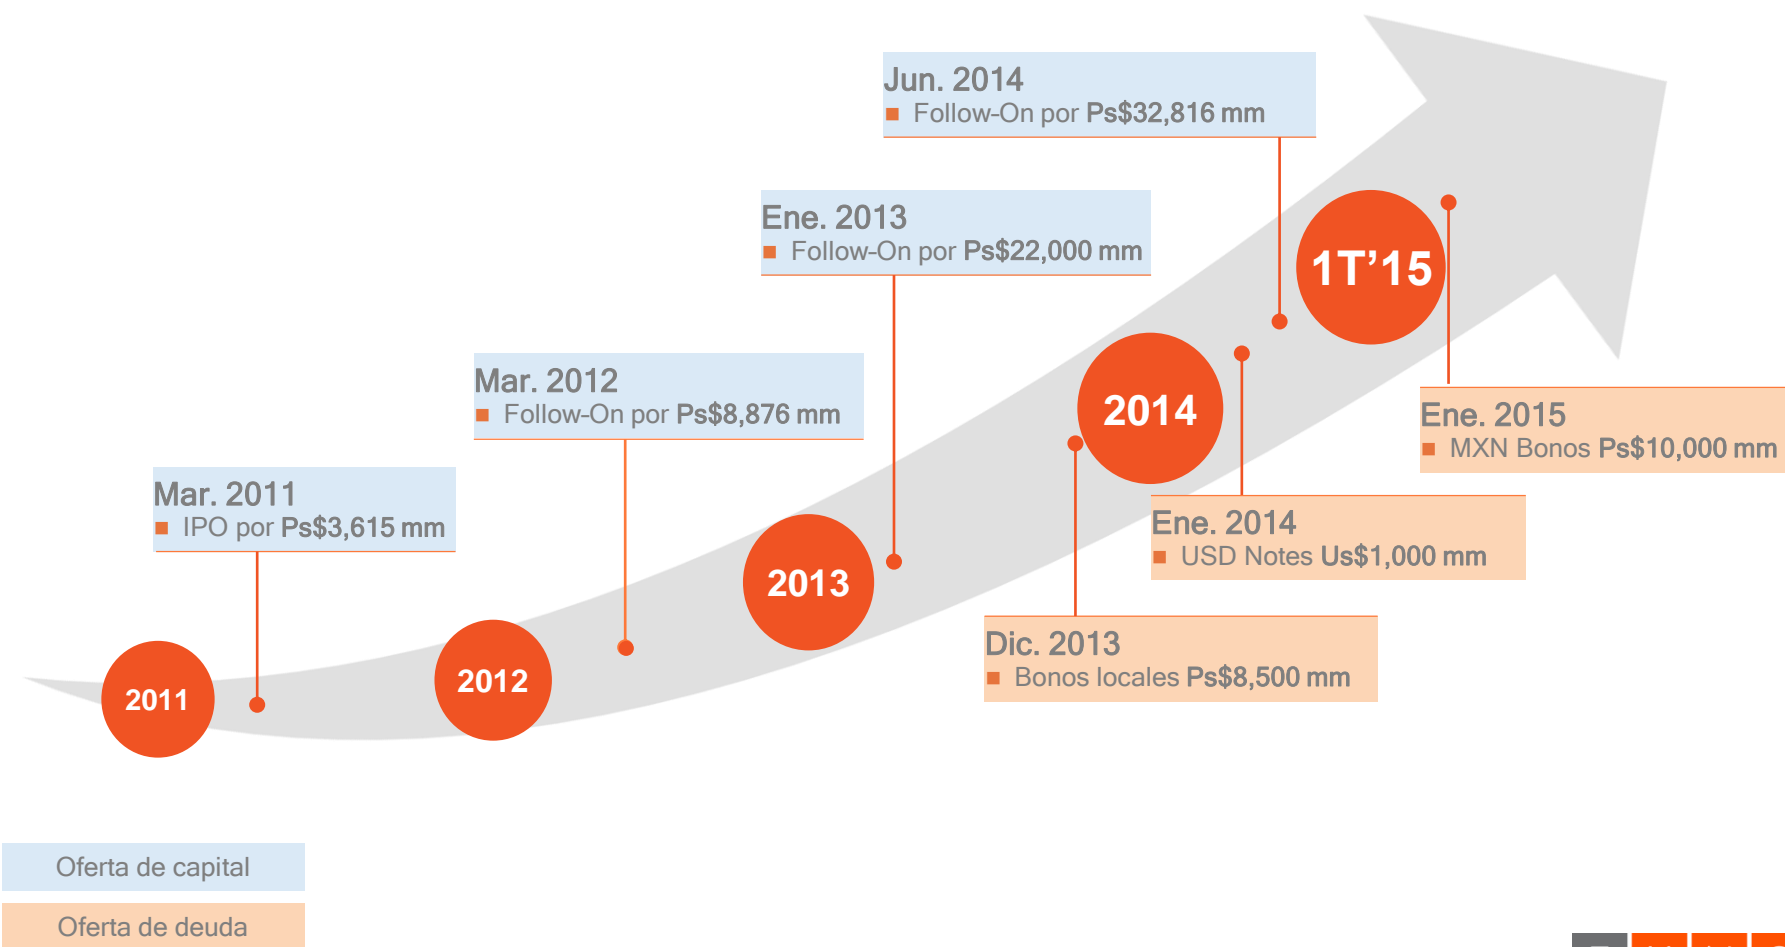 Jun. 2014
Follow-On por Ps$32,816 mm
Ene. 2013
Follow-On por Ps$22,000 mm
1T’15
Mar. 2012
Follow-On por Ps$8,876 mm
2014
Ene. 2015
MXN Bonos Ps$10,000 mm
Mar. 2011
IPO por Ps$3,615 mm
Ene. 2014
USD Notes Us$1,000 mm
2013
Dic. 2013
Bonos locales Ps$8,500 mm
2012
2011
Oferta de capital
Oferta de deuda